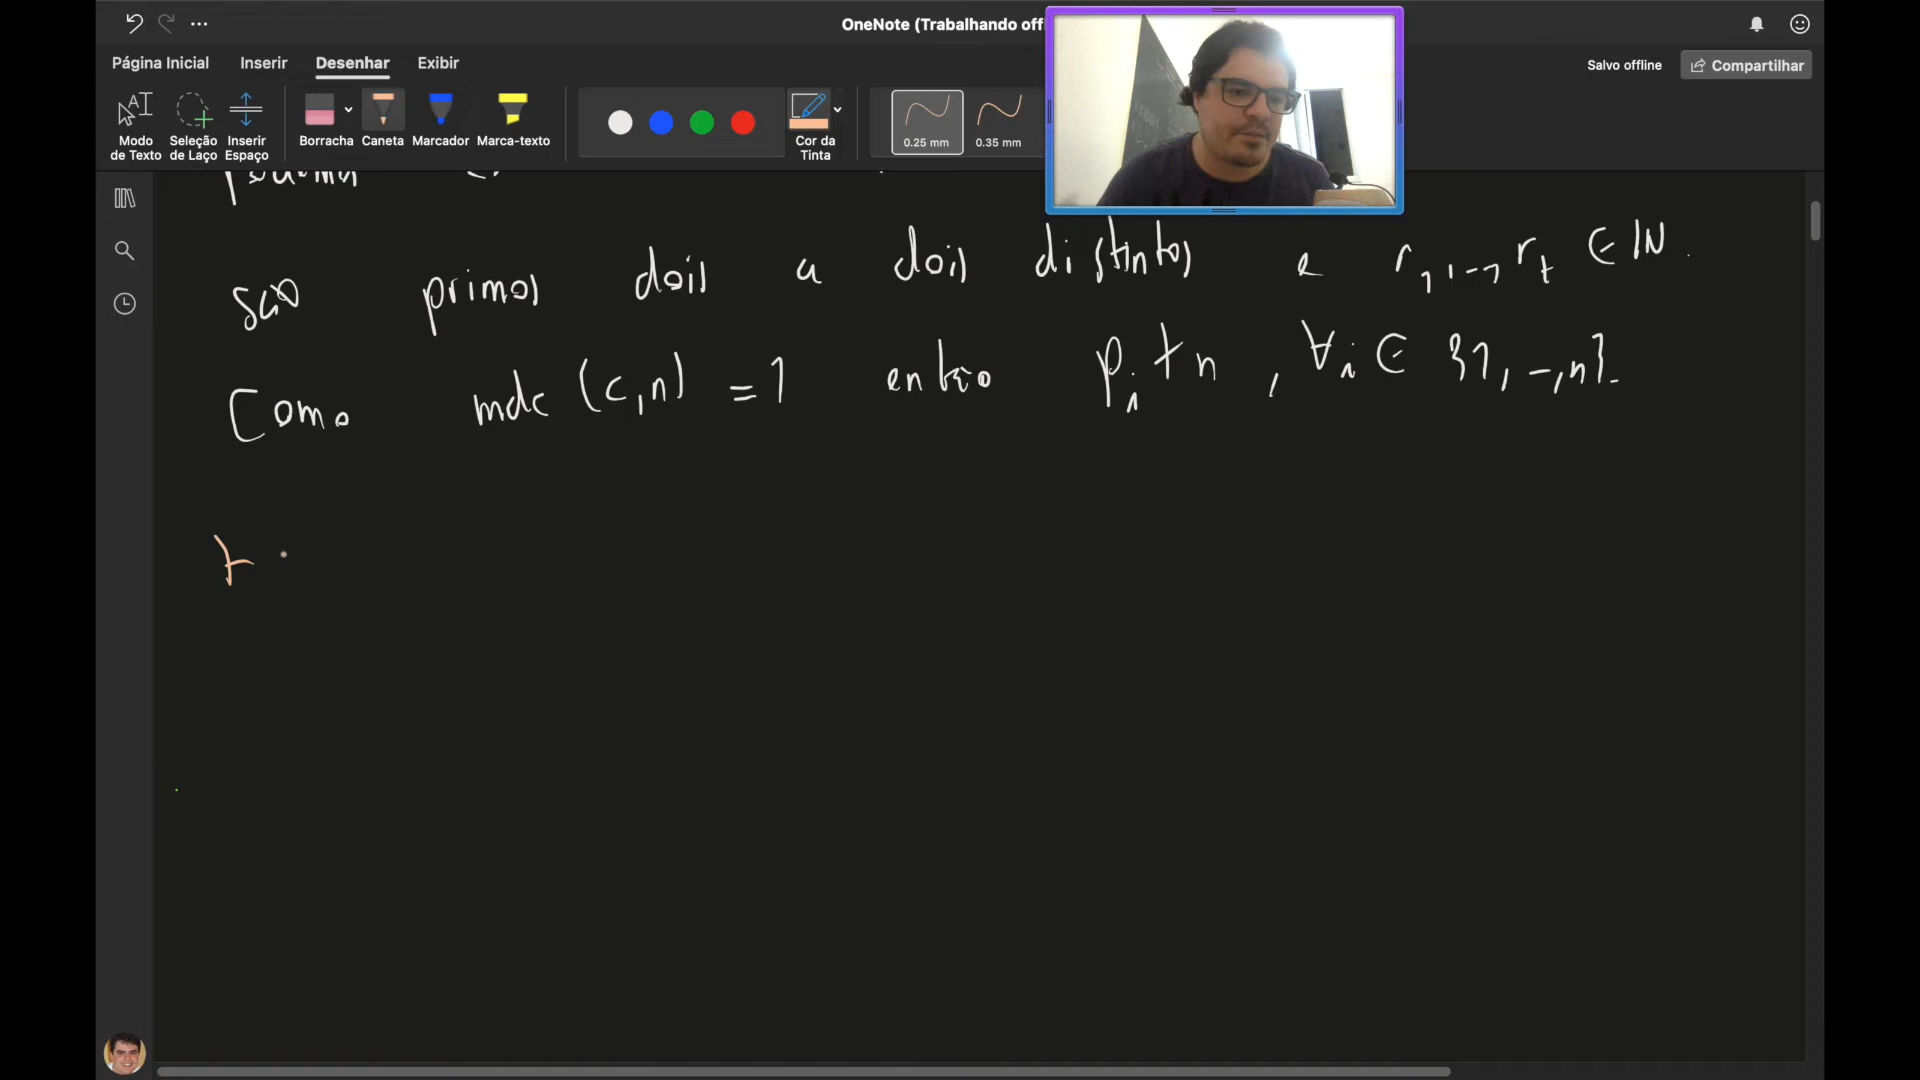 OneNote (Trabalhando off
Página Inicial Inserir Desenhar Exibir
Salvo offline Compartilhar
Modo de Texto
Seleção de Laço
Inserir Espaço
Borracha Caneta Marcador Marca-texto
Cor da Tinta
0.25 mm 0.35 mm
são primos dois a dois distintos e r₁,..., rₜ ∈ ℕ.
Como mdc (c,n) = 1 então pᵢ ∤ n, ∀i ∈ {1,...,n}.